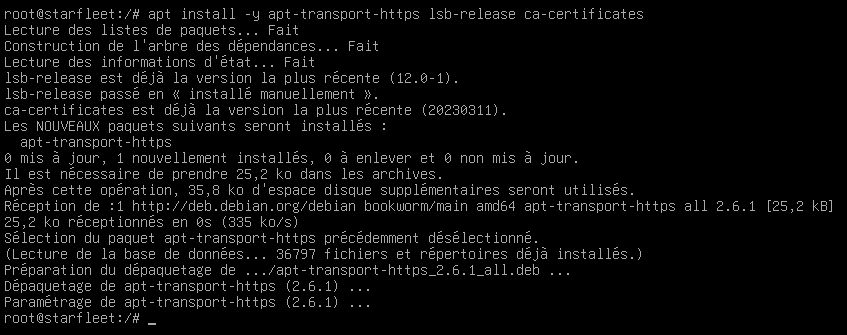 root@starfleet:/# apt install -y apt-transport-https lsb-release ca-certificates
Lecture des listes de paquets... Fait
Construction de l'arbre des dépendances... Fait
Lecture des informations d'état... Fait
lsb-release est déjà la version la plus récente (12.0-1).
lsb-release passé en « installé manuellement ».
ca-certificates est déjà la version la plus récente (20230311).
Les NOUVEAUX paquets suivants seront installés :
  apt-transport-https
0 mis à jour, 1 nouvellement installés, 0 à enlever et 0 non mis à jour.
Il est nécessaire de prendre 25,2 ko dans les archives.
Après cette opération, 35,8 ko d'espace disque supplémentaires seront utilisés.
Réception de :1 http://deb.debian.org/debian bookworm/main amd64 apt-transport-https all 2.6.1 [25,2 kB]
25,2 ko réceptionnés en 0s (335 ko/s)
Sélection du paquet apt-transport-https précédemment désélectionné.
(Lecture de la base de données... 36797 fichiers et répertoires déjà installés.)
Préparation du dépaquetage de .../apt-transport-https_2.6.1_all.deb ...
Dépaquetage de apt-transport-https (2.6.1) ...
Paramétrage de apt-transport-https (2.6.1) ...
root@starfleet:/# _